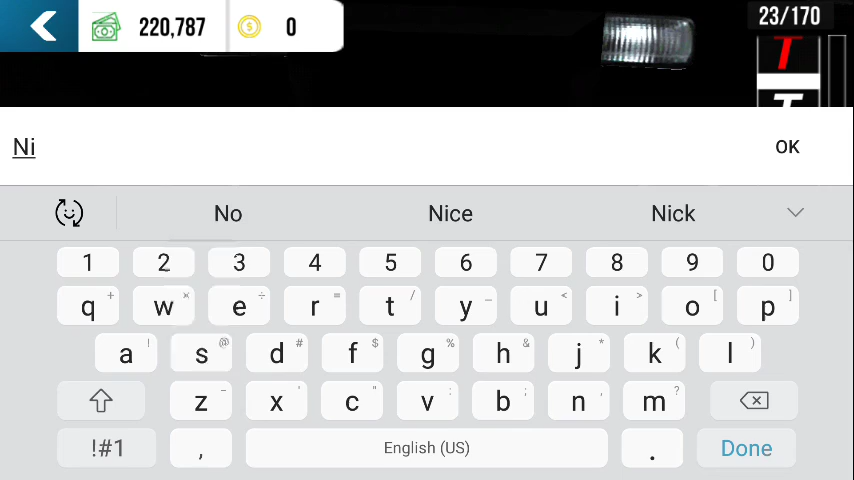 220,787 0 23/170
T
T
Ni OK
No Nice Nick
1 2 3 4 5 6 7 8 9 0
q + w × e ÷ r = t / y _ u < i > o [ p ]
a ! s @ d # f $ g % h & j * k ( l )
z - x ' c " v : b ; n , m ?
!#1 , English (US) . Done